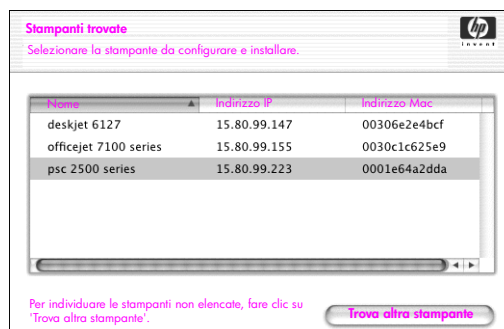 Stampanti trovate
Selezionare la stampante da configurare e installare.
hp
invent
Nome Indirizzo IP Indirizzo Mac
deskjet 6127 15.80.99.147 00306e2e4bcf
officejet 7100 series 15.80.99.155 0030c1c625e9
psc 2500 series 15.80.99.223 0001e64a2dda
Per individuare le stampanti non elencate, fare clic su
'Trova altra stampante'.
Trova altra stampante